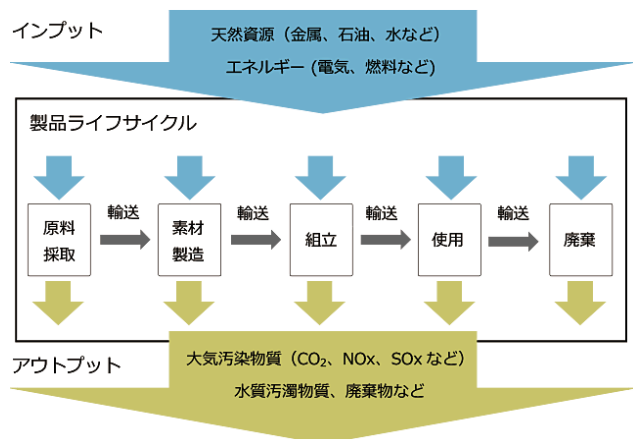 インプット
天然資源（金属、石油、水など）
エネルギー (電気、燃料など)
製品ライフサイクル
原料
採取
輸送
素材
製造
輸送
組立
輸送
使用
輸送
廃棄
アウトプット
大気汚染物質（CO₂、NOx、SOx など）
水質汚濁物質、廃棄物など